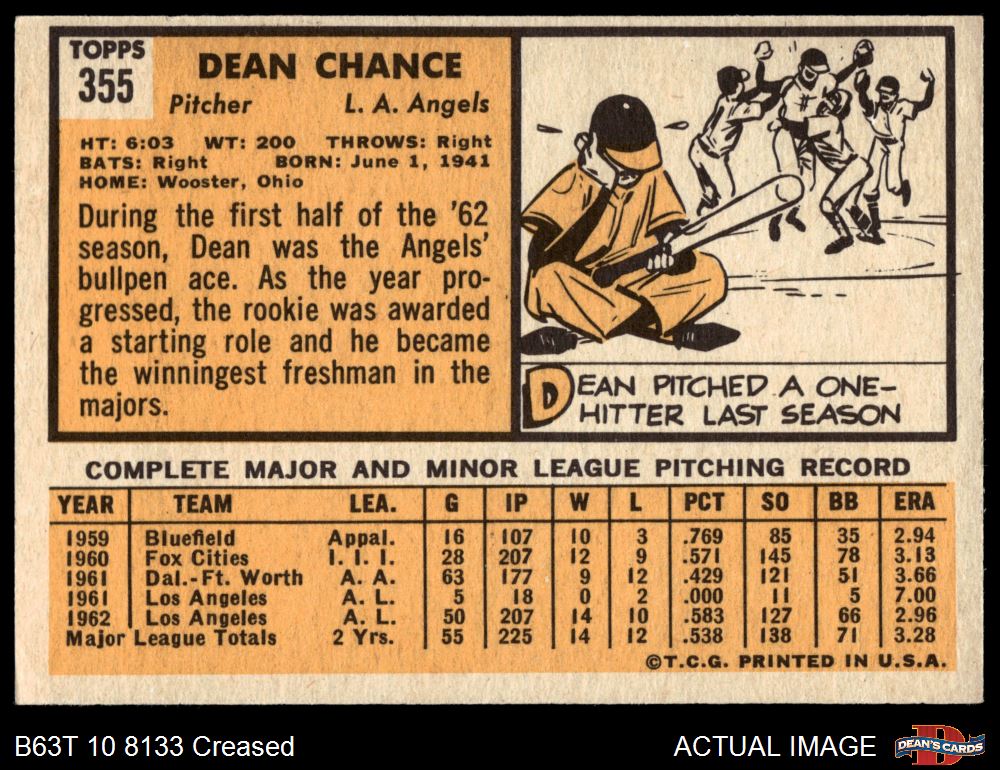 TOPPS
355
DEAN CHANCE
Pitcher L. A. Angels
HT: 6:03 WT: 200 THROWS: Right
BATS: Right BORN: June 1, 1941
HOME: Wooster, Ohio
During the first half of the '62
season, Dean was the Angels'
bullpen ace. As the year pro-
gressed, the rookie was awarded
a starting role and he became
the winningest freshman in the
majors.
DEAN PITCHED A ONE-
HITTER LAST SEASON
COMPLETE MAJOR AND MINOR LEAGUE PITCHING RECORD
YEAR TEAM LEA. G IP W L PCT SO BB ERA
1959 Bluefield Appal. 16 107 10 3 .769 85 35 2.94
1960 Fox Cities I. I. I. 28 207 12 9 .571 145 78 3.13
1961 Dal.-Ft. Worth A. A. 63 177 9 12 .429 121 51 3.66
1961 Los Angeles A. L. 5 18 0 2 .000 11 5 7.00
1962 Los Angeles A. L. 50 207 14 10 .583 127 66 2.96
Major League Totals 2 Yrs. 55 225 14 12 .538 138 71 3.28
©T.C.G. PRINTED IN U.S.A.
B63T 10 8133 Creased
ACTUAL IMAGE
D
DEAN'S CARDS